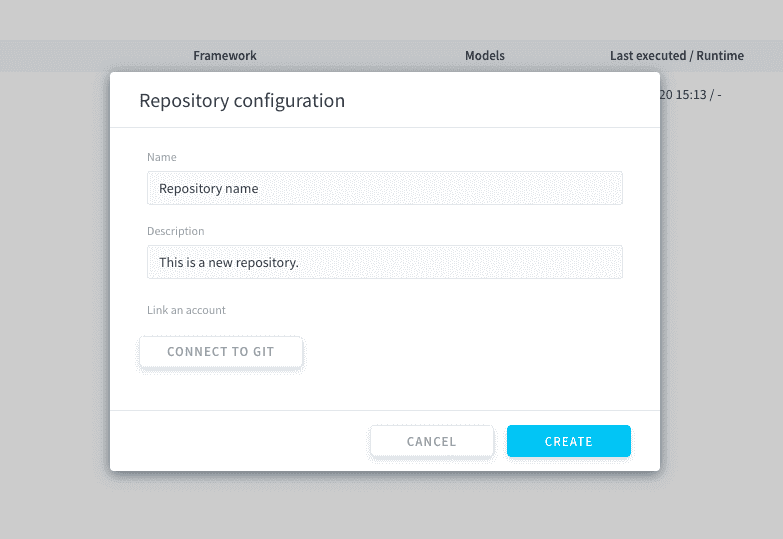 Framework Models Last executed / Runtime
20 15:13 / -
Repository configuration
Name
Repository name
Description
This is a new repository.
Link an account
CONNECT TO GIT
CANCEL CREATE